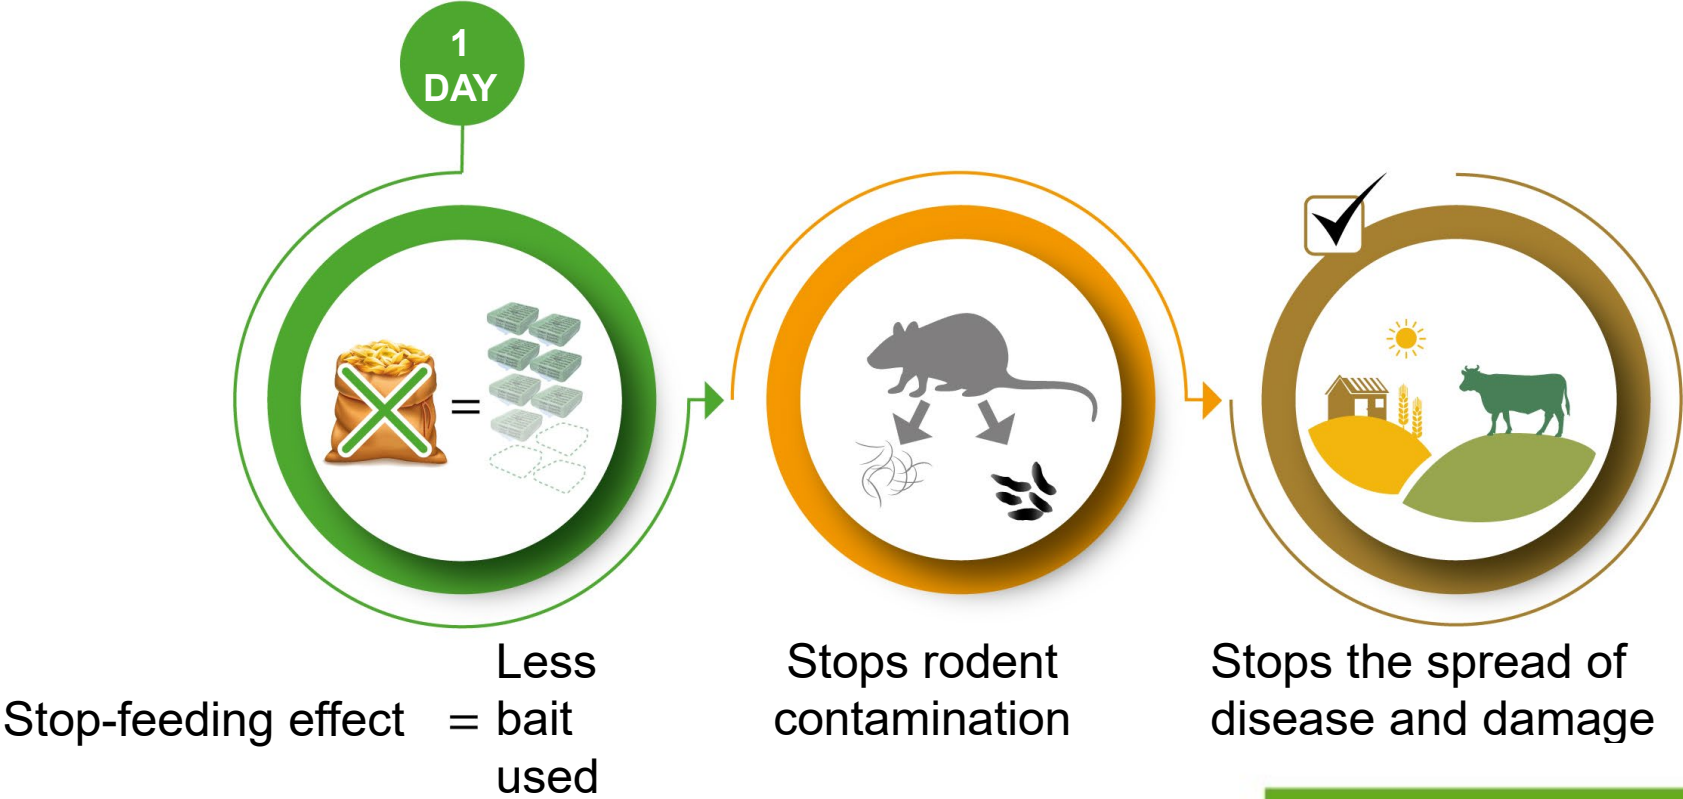 1
DAY
=
Stop-feeding effect =
Less
bait
used
Stops rodent
contamination
Stops the spread of
disease and damage